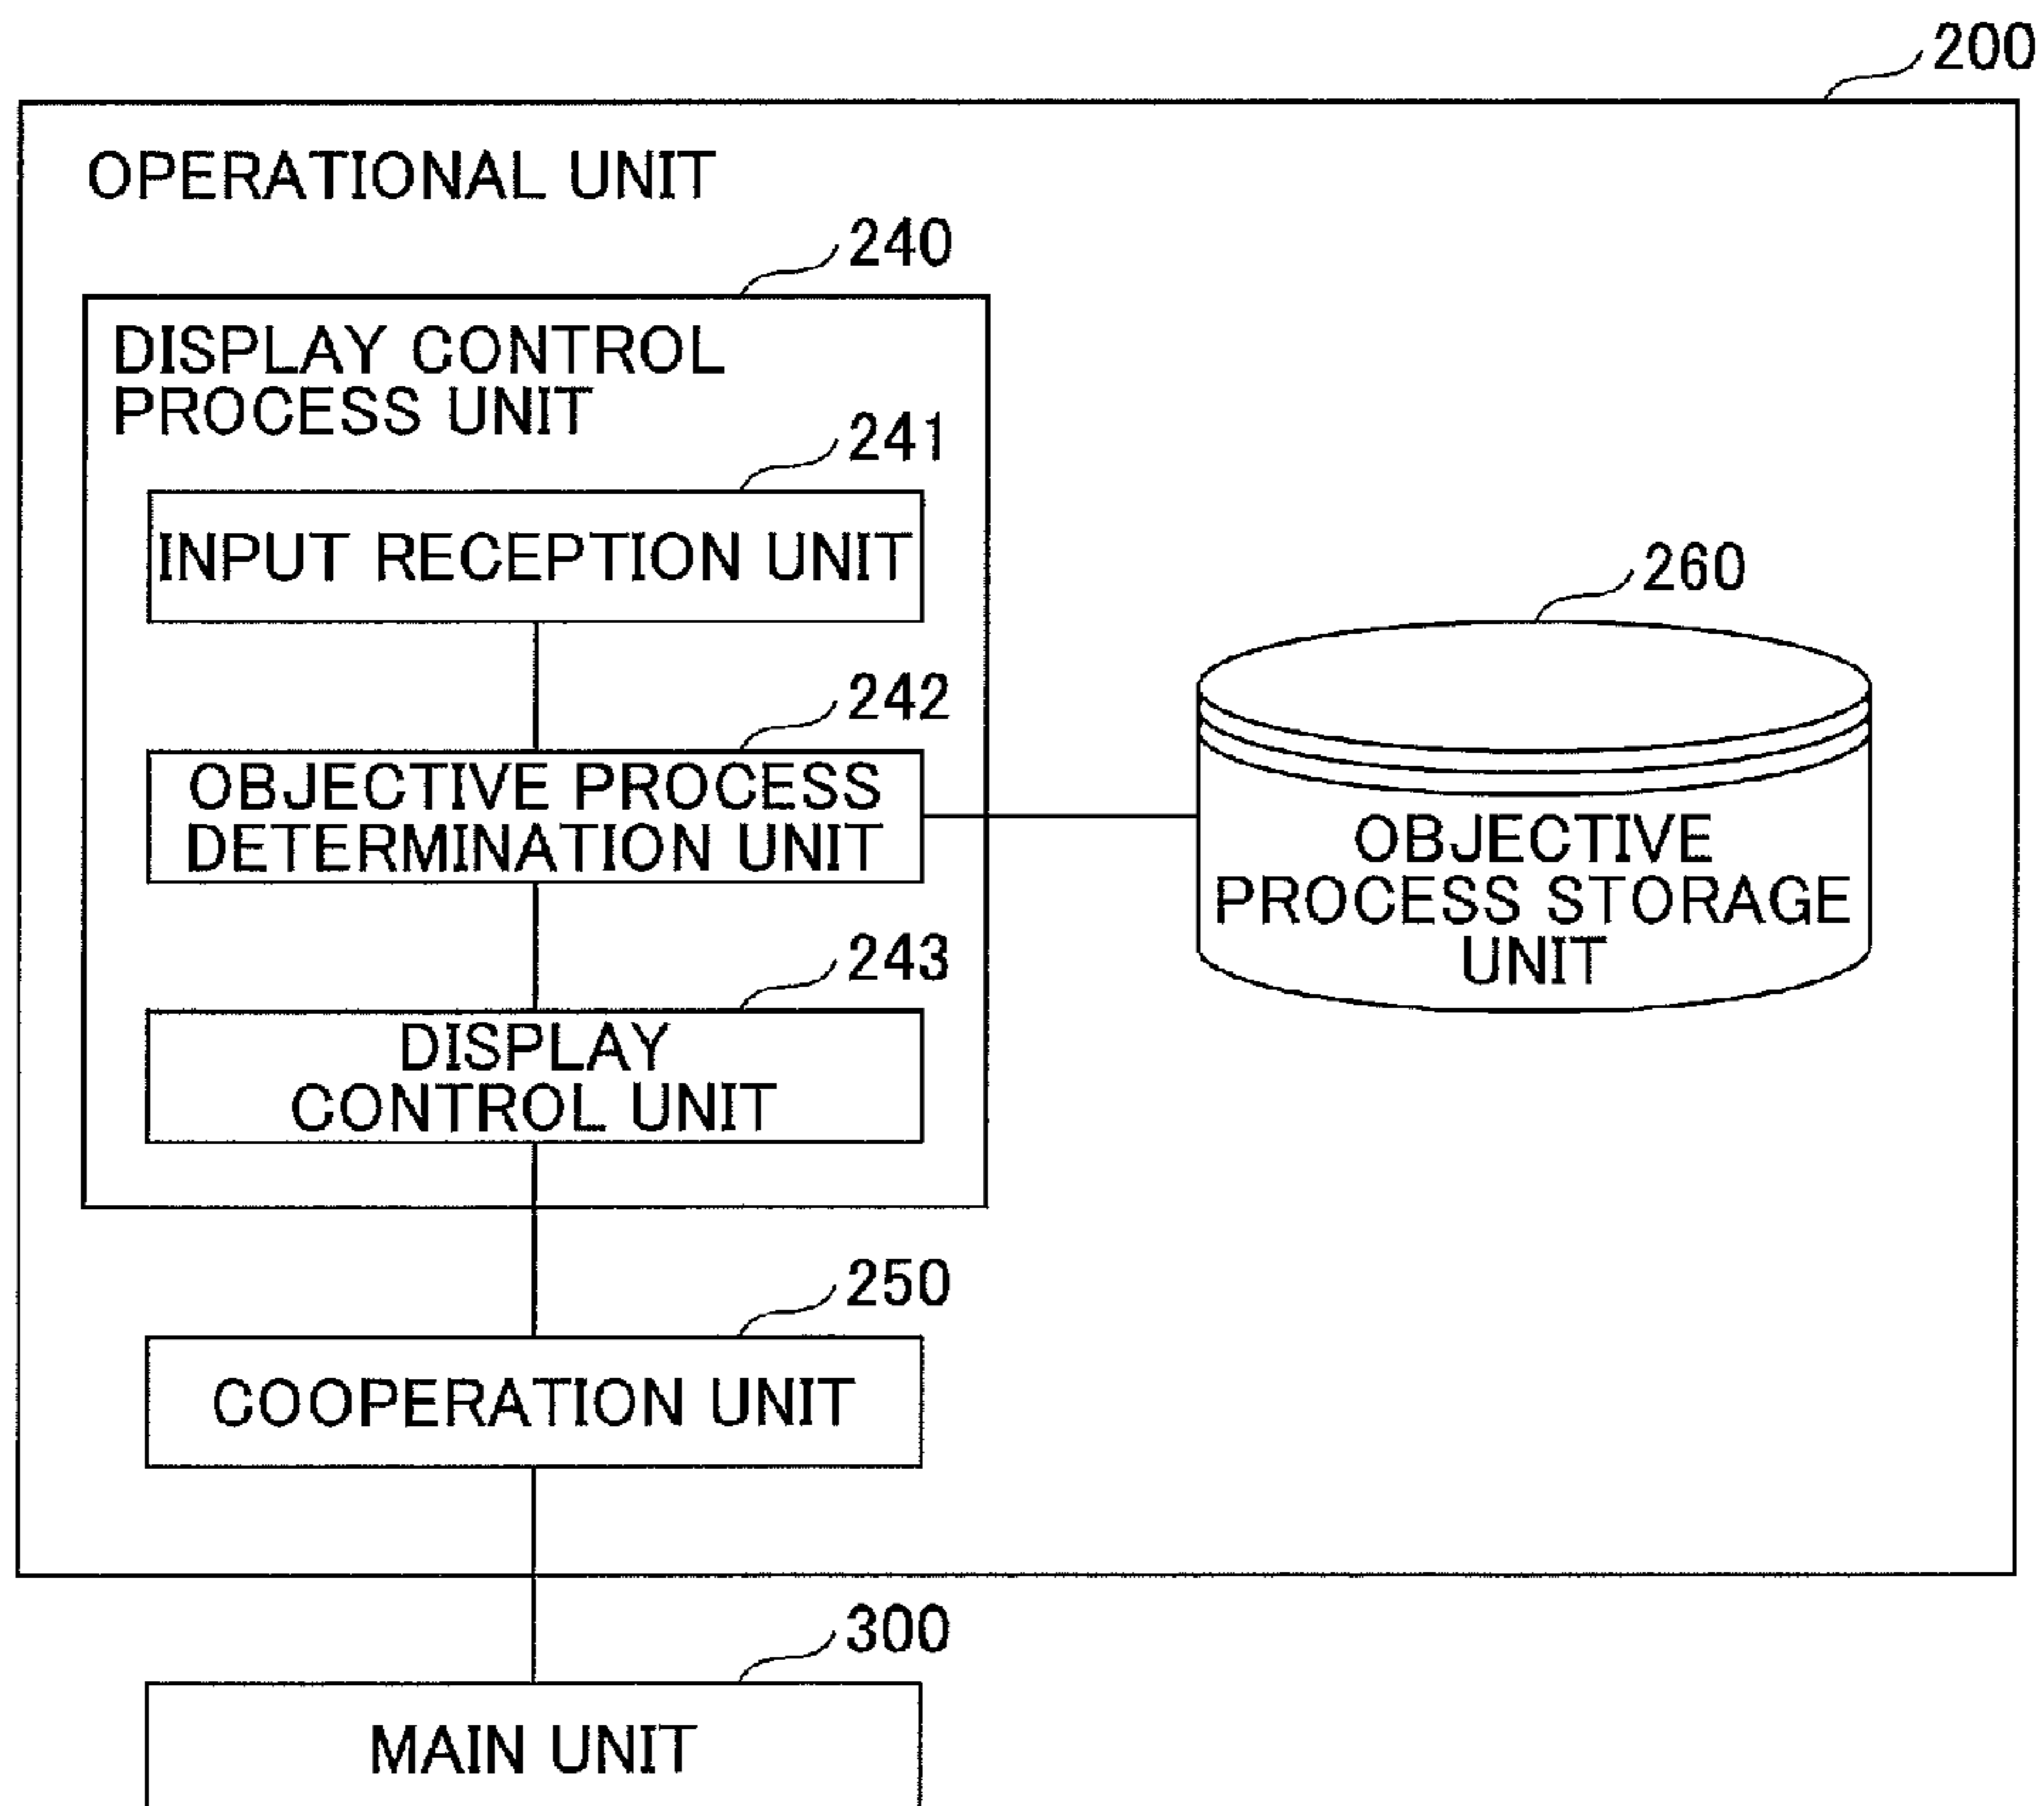 200
OPERATIONAL UNIT
240
DISPLAY CONTROL
PROCESS UNIT
241
INPUT RECEPTION UNIT
260
242
OBJECTIVE PROCESS
DETERMINATION UNIT
OBJECTIVE
PROCESS STORAGE
UNIT
243
DISPLAY
CONTROL UNIT
250
COOPERATION UNIT
300
MAIN UNIT